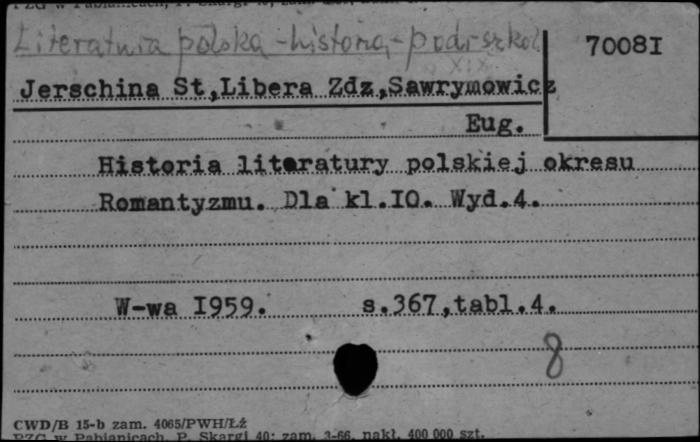 Literatura polska - historia - podr. szkol.
XIX
70081
Jerschina St,Libera Zdz,Sawrymowicz
Eug.
Historia literatury polskiej okresu
Romantyzmu. Dla kl.IO. Wyd.4.
W-wa I959. s.367,tabl.4.
8
CWD/B 15-b zam. 4065/PWH/Łź
PZG w Pabianicach, P. Skargi 40; zam. 3-66, nakł. 400 000 szt.